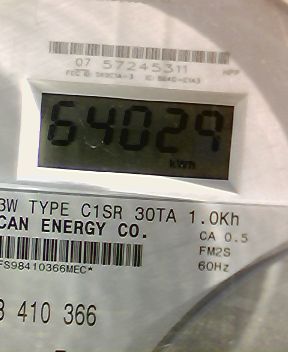 07 57245311
64029
kWh
3W TYPE C1SR 30TA 1.0Kh
CAN ENERGY CO.
CA 0.5
FM2S
60Hz
FS98410366MEC*
410 366